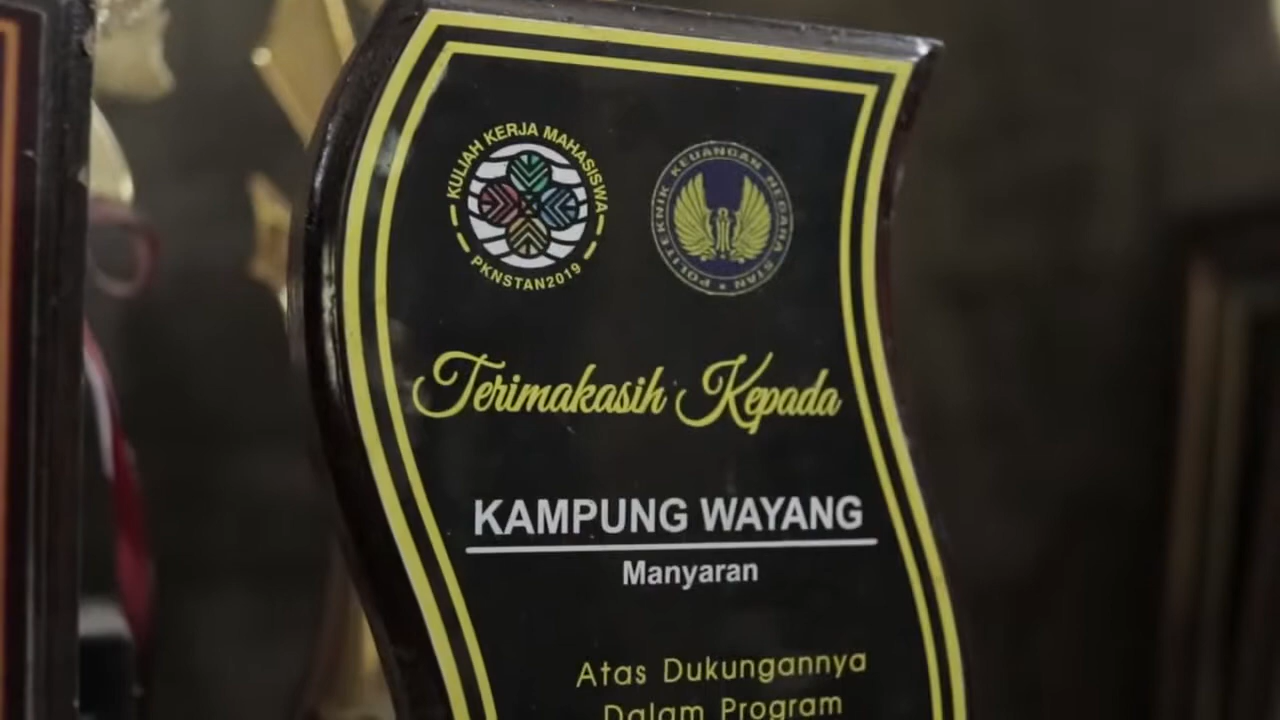 KULIAH KERJA MAHASISWA
PKNSTAN2019
POLITEKNIK KEUANGAN NEGARA STAN
Terimakasih Kepada
KAMPUNG WAYANG
Manyaran
Atas Dukungannya
Dalam Program